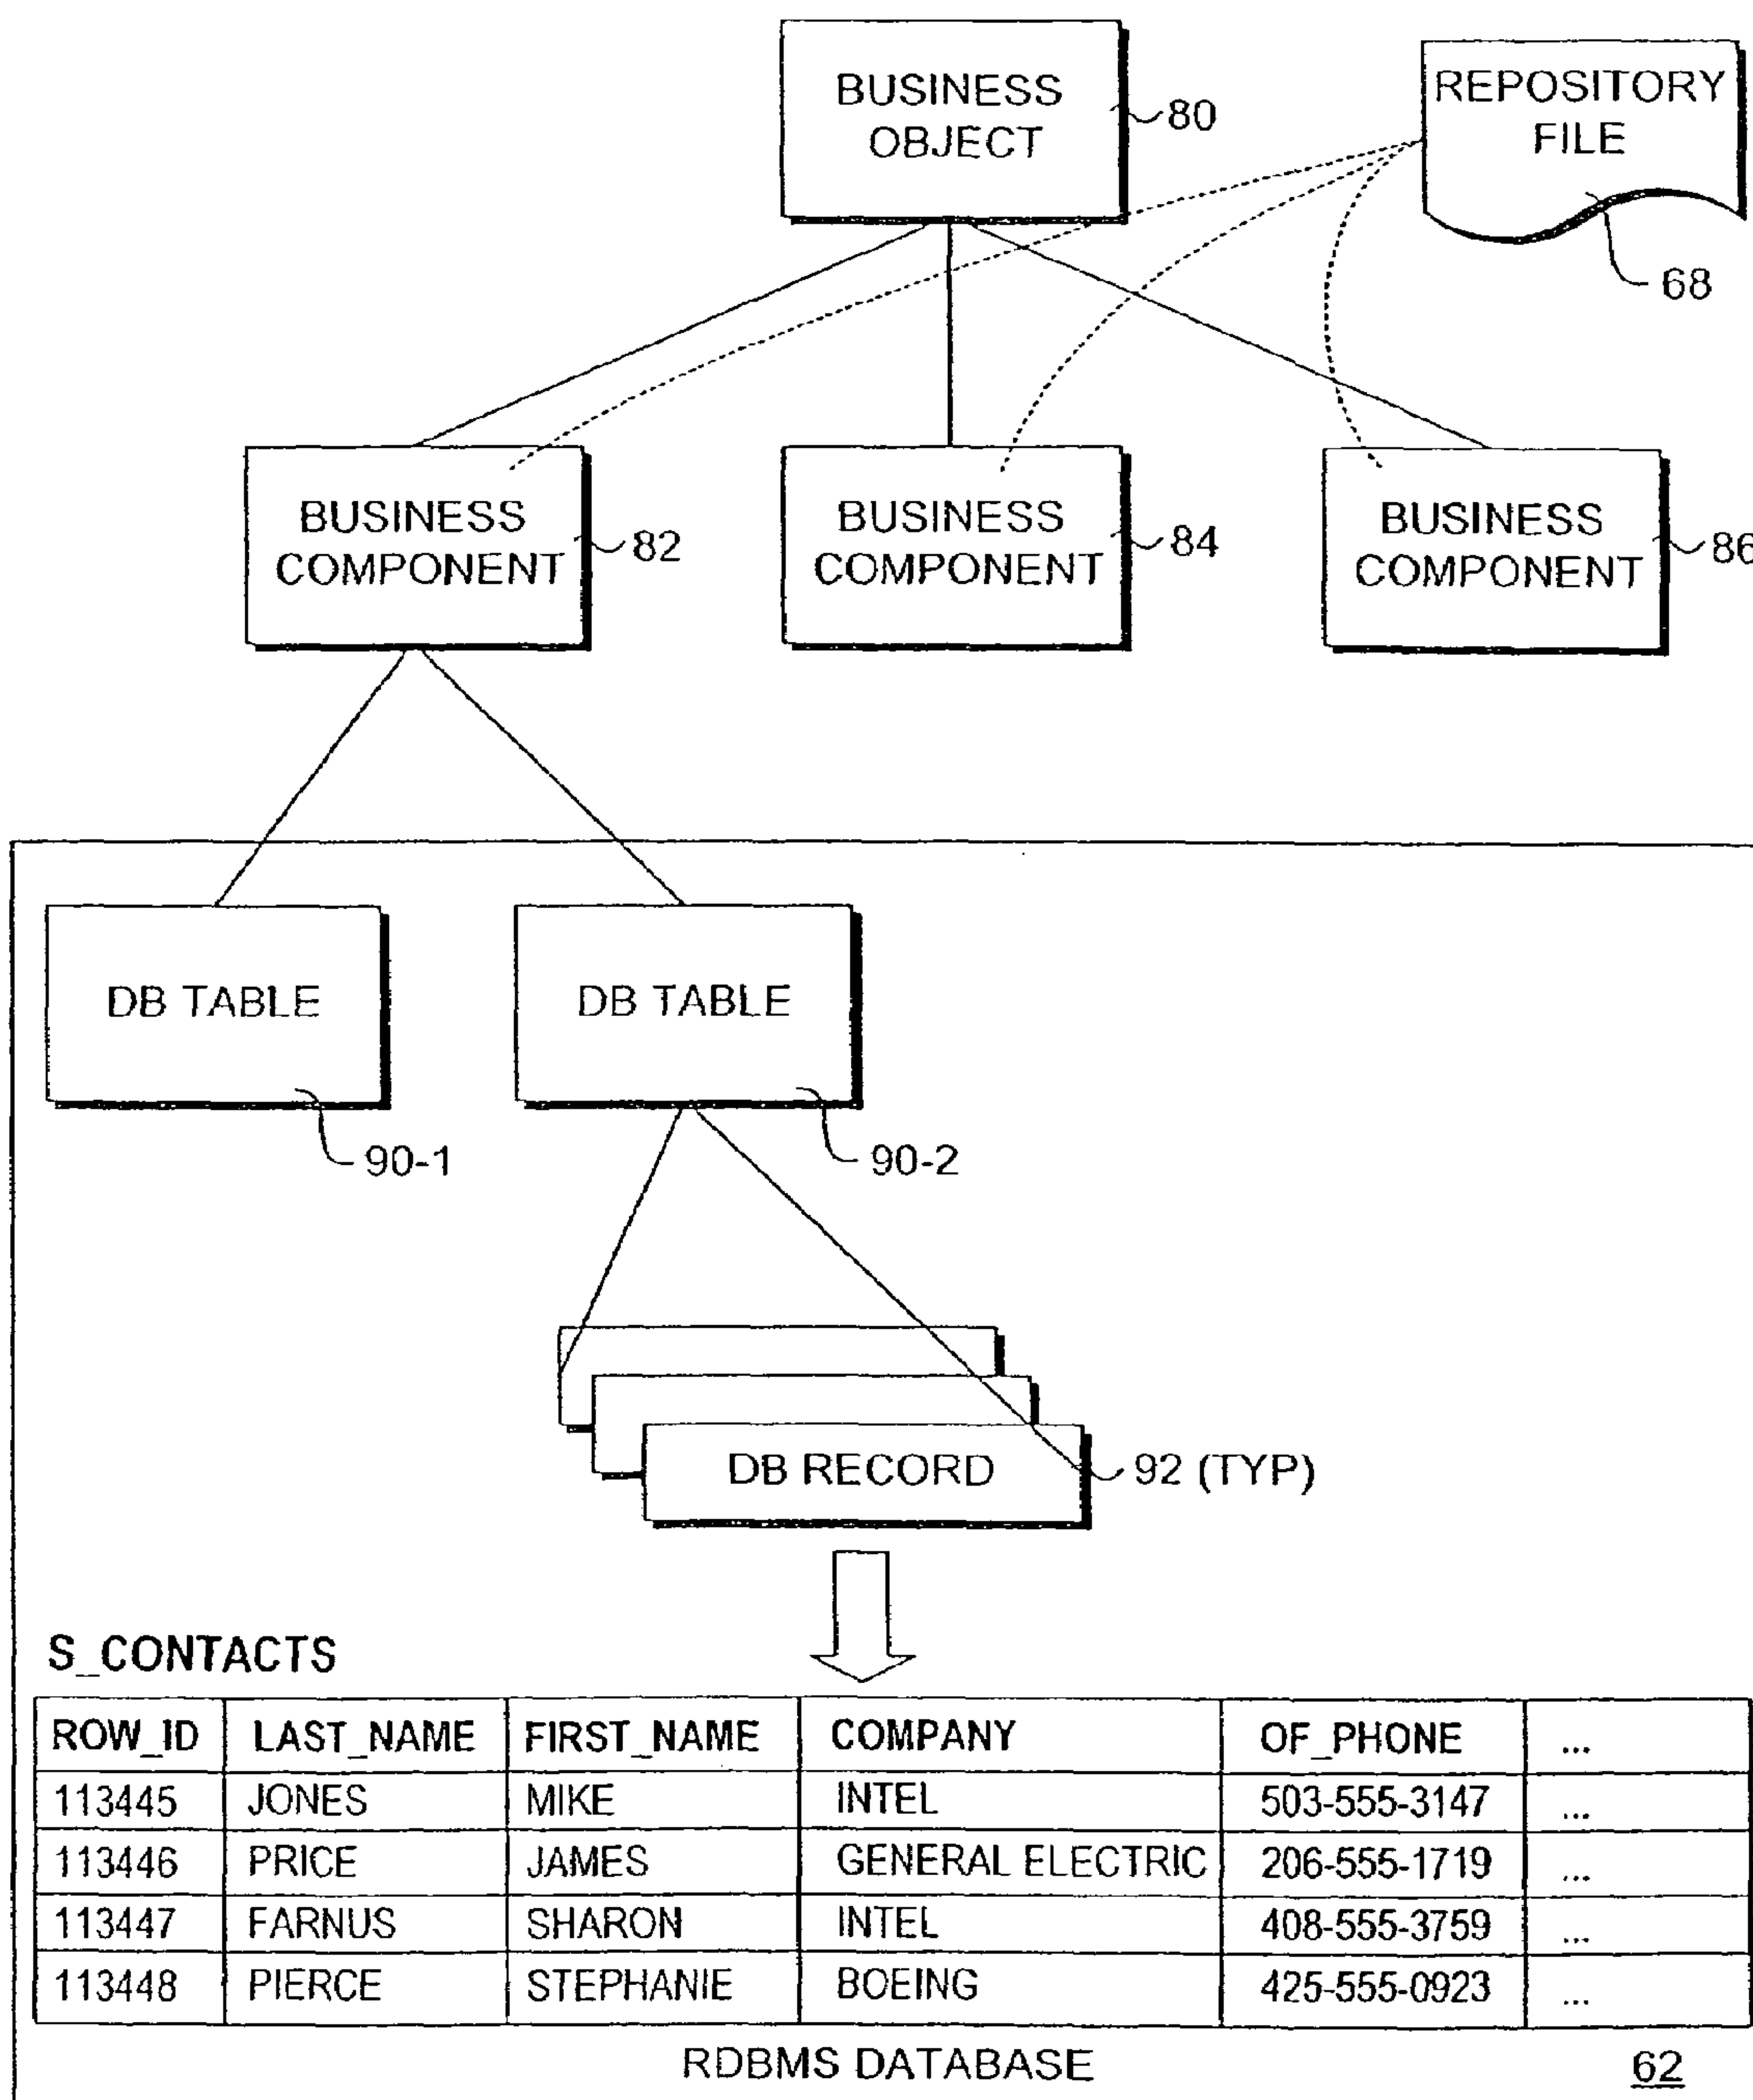 BUSINESS
OBJECT
80
REPOSITORY
FILE
68
BUSINESS
COMPONENT
82
BUSINESS
COMPONENT
84
BUSINESS
COMPONENT
86
DB TABLE
90-1
DB TABLE
90-2
DB RECORD
92 (TYP)
S_CONTACTS
ROW_ID LAST_NAME FIRST_NAME COMPANY OF_PHONE ...
113445 JONES MIKE INTEL 503-555-3147 ...
113446 PRICE JAMES GENERAL ELECTRIC 206-555-1719 ...
113447 FARNUS SHARON INTEL 408-555-3759 ...
113448 PIERCE STEPHANIE BOEING 425-555-0923 ...
RDBMS DATABASE
62